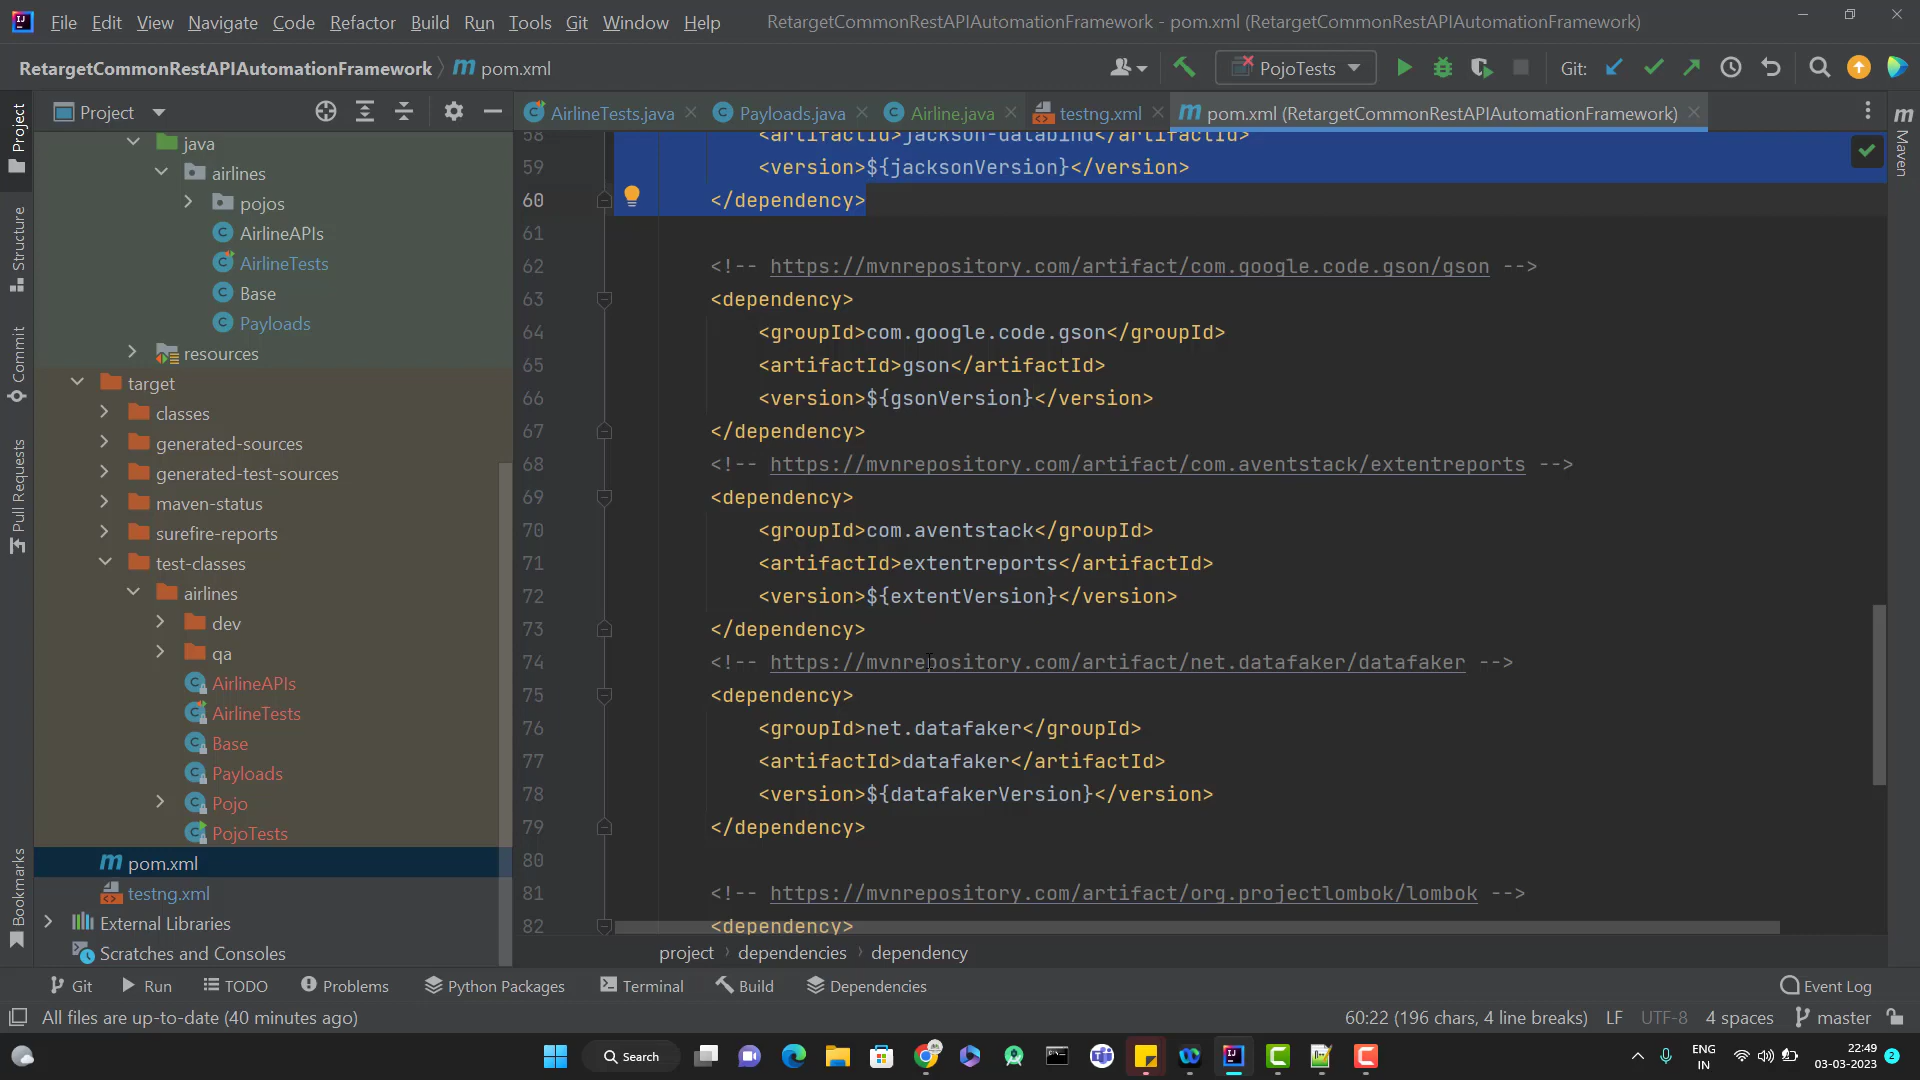 File Edit View Navigate Code Refactor Build Run Tools Git Window Help RetargetCommonRestAPIAutomationFramework - pom.xml (RetargetCommonRestAPIAutomationFramework)
RetargetCommonRestAPIAutomationFramework pom.xml PojoTests Git:
Project AirlineTests.java Payloads.java Airline.java testng.xml pom.xml (RetargetCommonRestAPIAutomationFramework)
Project
Structure
Commit
Pull Requests
Bookmarks
Maven
java
airlines
pojos
AirlineAPIs
AirlineTests
Base
Payloads
resources
target
classes
generated-sources
generated-test-sources
maven-status
surefire-reports
test-classes
airlines
dev
qa
AirlineAPIs
AirlineTests
Base
Payloads
Pojo
PojoTests
pom.xml
testng.xml
External Libraries
Scratches and Consoles
58 <artifactId>jackson-databind</artifactId>
59 <version>${jacksonVersion}</version>
60 </dependency>
61
62 <!-- https://mvnrepository.com/artifact/com.google.code.gson/gson -->
63 <dependency>
64 <groupId>com.google.code.gson</groupId>
65 <artifactId>gson</artifactId>
66 <version>${gsonVersion}</version>
67 </dependency>
68 <!-- https://mvnrepository.com/artifact/com.aventstack/extentreports -->
69 <dependency>
70 <groupId>com.aventstack</groupId>
71 <artifactId>extentreports</artifactId>
72 <version>${extentVersion}</version>
73 </dependency>
74 <!-- https://mvnrepository.com/artifact/net.datafaker/datafaker -->
75 <dependency>
76 <groupId>net.datafaker</groupId>
77 <artifactId>datafaker</artifactId>
78 <version>${datafakerVersion}</version>
79 </dependency>
80
81 <!-- https://mvnrepository.com/artifact/org.projectlombok/lombok -->
82 <dependency>
project dependencies dependency
Git Run TODO Problems Python Packages Terminal Build Dependencies Event Log
All files are up-to-date (40 minutes ago) 60:22 (196 chars, 4 line breaks) LF UTF-8 4 spaces master
Search
ENG
IN
22:49
03-03-2023
2